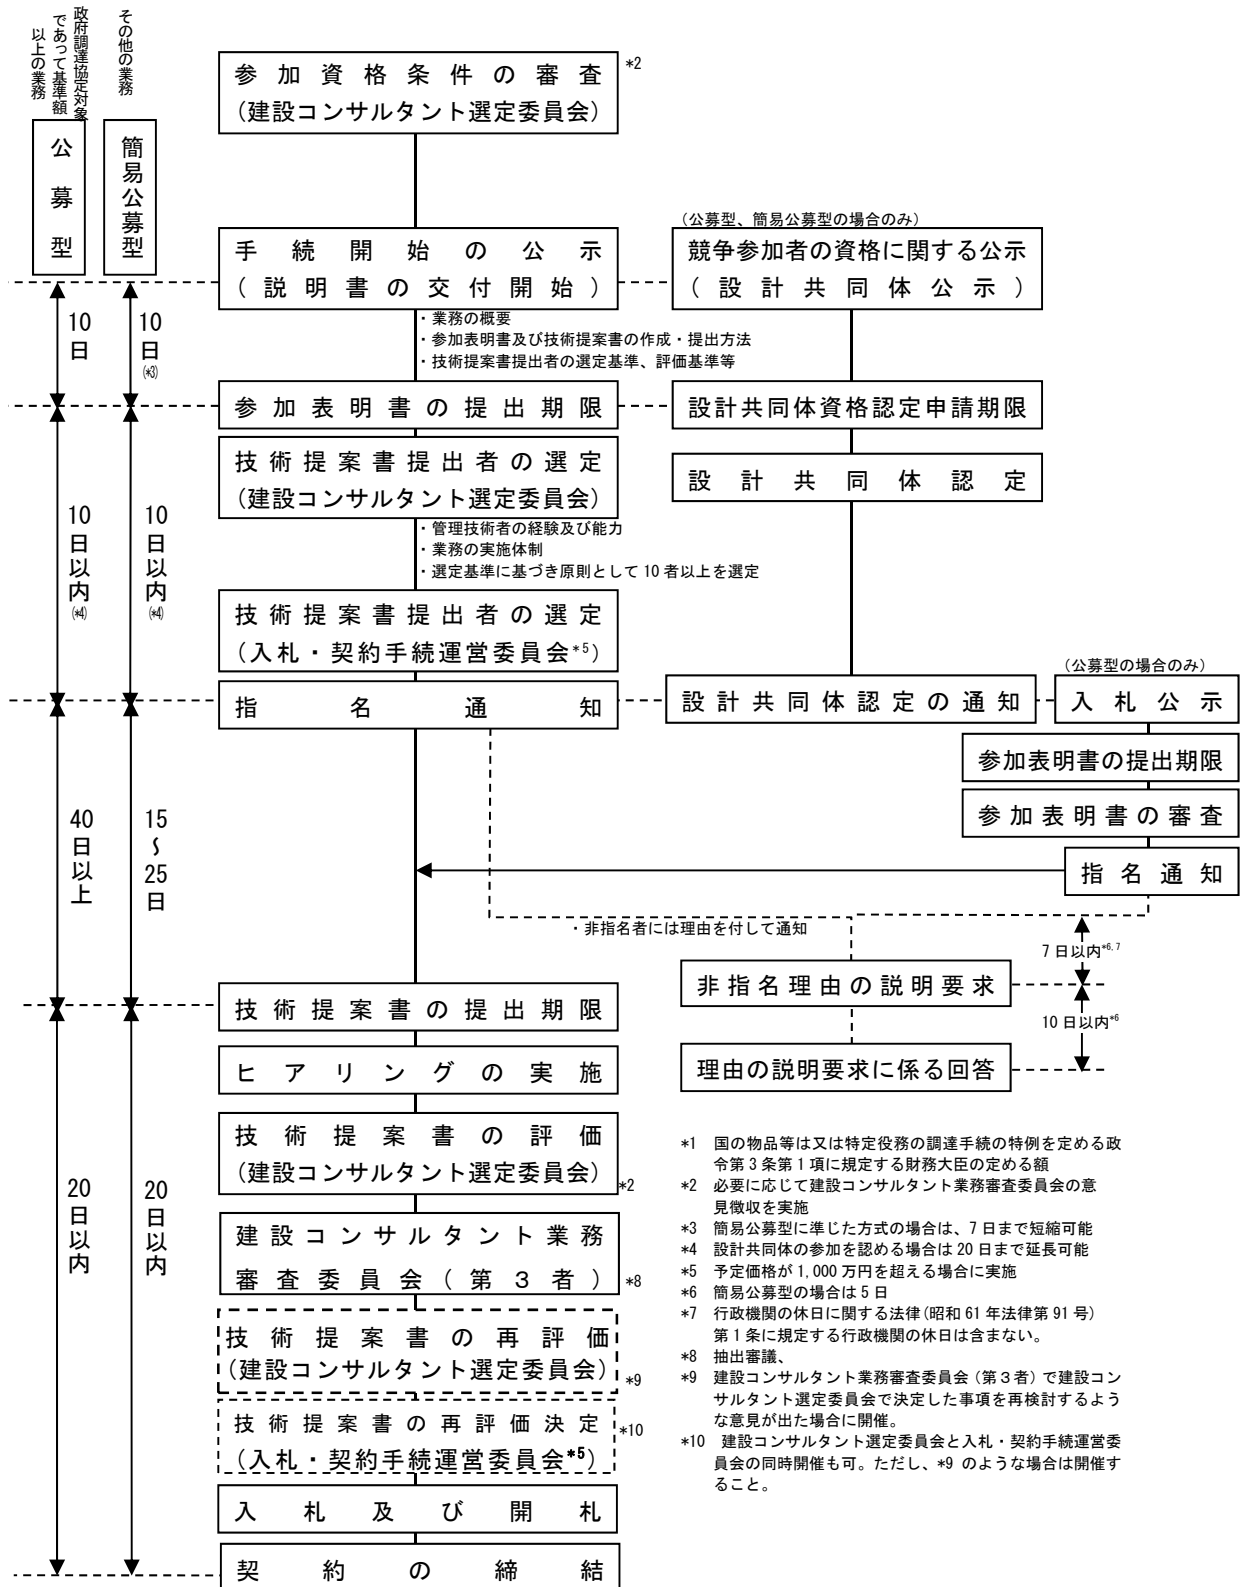 政府調達協定対象
であって基準額
以上の業務
その他の業務
公募型
簡易公募型
参加資格条件の審査
(建設コンサルタント選定委員会)
*2
手続開始の公示
(説明書の交付開始)
(公募型、簡易公募型の場合のみ)
競争参加者の資格に関する公示
(設計共同体公示)
・業務の概要
・参加表明書及び技術提案書の作成・提出方法
・技術提案書提出者の選定基準、評価基準等
10日
10日(*3)
参加表明書の提出期限
設計共同体資格認定申請期限
技術提案書提出者の選定
(建設コンサルタント選定委員会)
設計共同体認定
・管理技術者の経験及び能力
・業務の実施体制
・選定基準に基づき原則として10者以上を選定
10日以内(*4)
10日以内(*4)
技術提案書提出者の選定
(入札・契約手続運営委員会*5)
指名通知
設計共同体認定の通知
(公募型の場合のみ)
入札公示
参加表明書の提出期限
参加表明書の審査
指名通知
40日以上
15~25日
・非指名者には理由を付して通知
7日以内*6,7
非指名理由の説明要求
10日以内*6
理由の説明要求に係る回答
技術提案書の提出期限
ヒアリングの実施
技術提案書の評価
(建設コンサルタント選定委員会)
*2
建設コンサルタント業務
審査委員会(第3者)
*8
技術提案書の再評価
(建設コンサルタント選定委員会)
*9
技術提案書の再評価決定
(入札・契約手続運営委員会*5)
*10
入札及び開札
契約の締結
20日以内
20日以内
*1 国の物品等は又は特定役務の調達手続の特例を定める政
令第3条第1項に規定する財務大臣の定める額
*2 必要に応じて建設コンサルタント業務審査委員会の意
見徴収を実施
*3 簡易公募型に準じた方式の場合は、7日まで短縮可能
*4 設計共同体の参加を認める場合は20日まで延長可能
*5 予定価格が1,000万円を超える場合に実施
*6 簡易公募型の場合は5日
*7 行政機関の休日に関する法律(昭和61年法律第91号)
第1条に規定する行政機関の休日は含まない。
*8 抽出審議、
*9 建設コンサルタント業務審査委員会(第3者)で建設コン
サルタント選定委員会で決定した事項を再検討するよう
な意見が出た場合に開催。
*10 建設コンサルタント選定委員会と入札・契約手続運営委
員会の同時開催も可。ただし、*9 のような場合は開催す
ること。